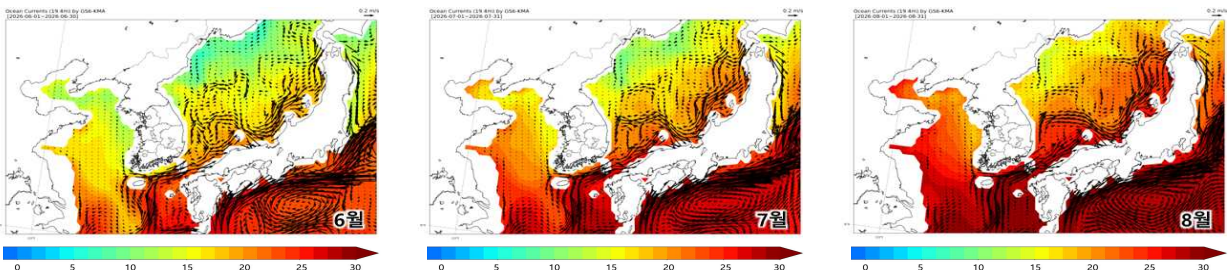 Ocean Currents (19.4m) by GS6-KMA
[2026-06-01~2026-06-30]
0.2 m/s
6월
0 5 10 15 20 25 30
Ocean Currents (19.4m) by GS6-KMA
[2026-07-01~2026-07-31]
0.2 m/s
7월
0 5 10 15 20 25 30
Ocean Currents (19.4m) by GS6-KMA
[2026-08-01~2026-08-31]
0.2 m/s
8월
0 5 10 15 20 25 30